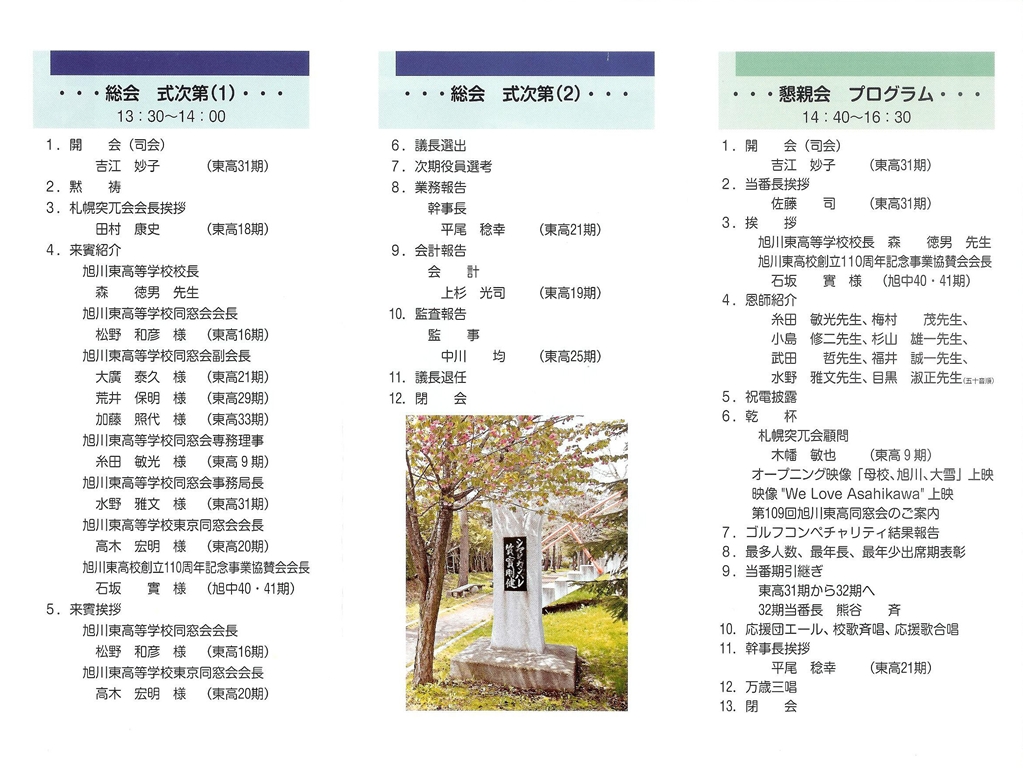 ・・・総会　式次第(1)・・・
13：30～14：00
1．開　　会（司会）
吉江　妙子　（東高31期）
2．黙　　祷
3．札幌突兀会会長挨拶
田村　康史　（東高18期）
4．来賓紹介
旭川東高等学校校長
森　　徳男　先生
旭川東高等学校同窓会会長
松野　和彦　様　（東高16期）
旭川東高等学校同窓会副会長
大廣　泰久　様　（東高21期）
荒井　保明　様　（東高29期）
加藤　照代　様　（東高33期）
旭川東高等学校同窓会専務理事
糸田　敏光　様　（東高９期）
旭川東高等学校同窓会事務局長
水野　雅文　様　（東高31期）
旭川東高等学校東京同窓会会長
高木　宏明　様　（東高20期）
旭川東高校創立110周年記念事業協賛会会長
石坂　　實　様　（旭中40・41期）
5．来賓挨拶
旭川東高等学校同窓会会長
松野　和彦　様　（東高16期）
旭川東高等学校東京同窓会会長
高木　宏明　様　（東高20期）
・・・総会　式次第(2)・・・
6．議長選出
7．次期役員選考
8．業務報告
幹事長
平尾　稔幸　（東高21期）
9．会計報告
会　　計
上杉　光司　（東高19期）
10．監査報告
監　　事
中川　　均　（東高25期）
11．議長退任
12．閉　　会
シャリカンバレ
質實剛健
・・・懇親会　プログラム・・・
14：40～16：30
1．開　　会（司会）
吉江　妙子　（東高31期）
2．当番長挨拶
佐藤　　司　（東高31期）
3．挨　　拶
旭川東高等学校校長　森　　徳男　先生
旭川東高校創立110周年記念事業協賛会会長
石坂　　實　様　（旭中40・41期）
4．恩師紹介
糸田　敏光先生、梅村　　茂先生、
小島　修二先生、杉山　雄一先生、
武田　　哲先生、福井　誠一先生、
水野　雅文先生、目黒　淑正先生（五十音順）
5．祝電披露
6．乾　　杯
札幌突兀会顧問
木幡　敏也　（東高９期）
オープニング映像「母校、旭川、大雪」上映
映像"We Love Asahikawa"上映
第109回旭川東高同窓会のご案内
7．ゴルフコンペチャリティ結果報告
8．最多人数、最年長、最年少出席期表彰
9．当番期引継ぎ
東高31期から32期へ
32期当番長　熊谷　　斉
10．応援団エール、校歌斉唱、応援歌合唱
11．幹事長挨拶
平尾　稔幸　（東高21期）
12．万歳三唱
13．閉　　会